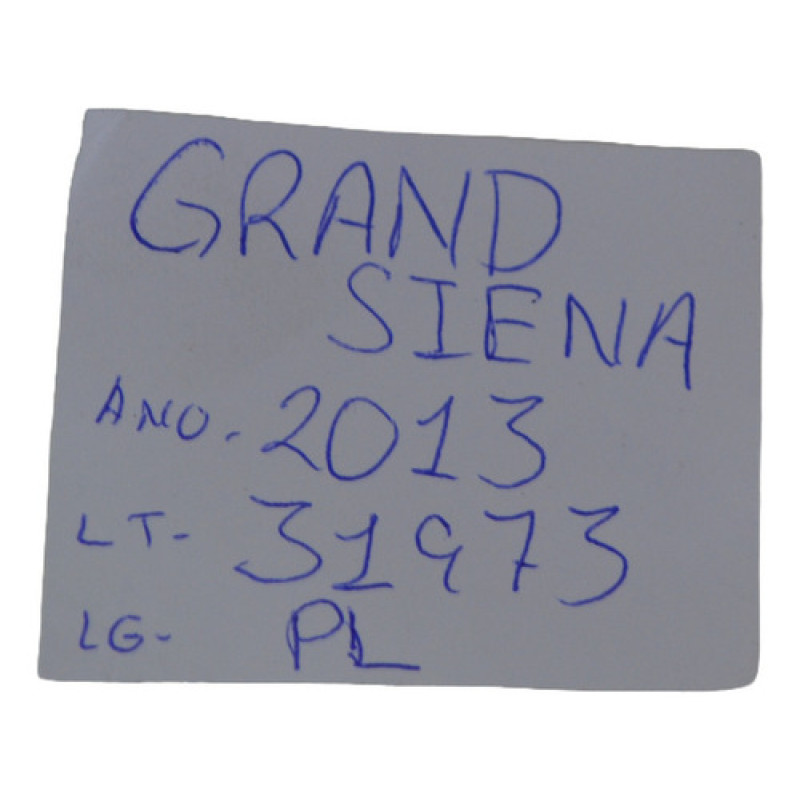 GRAND
SIENA
ANO. 2013
LT- 31973
LG- PL